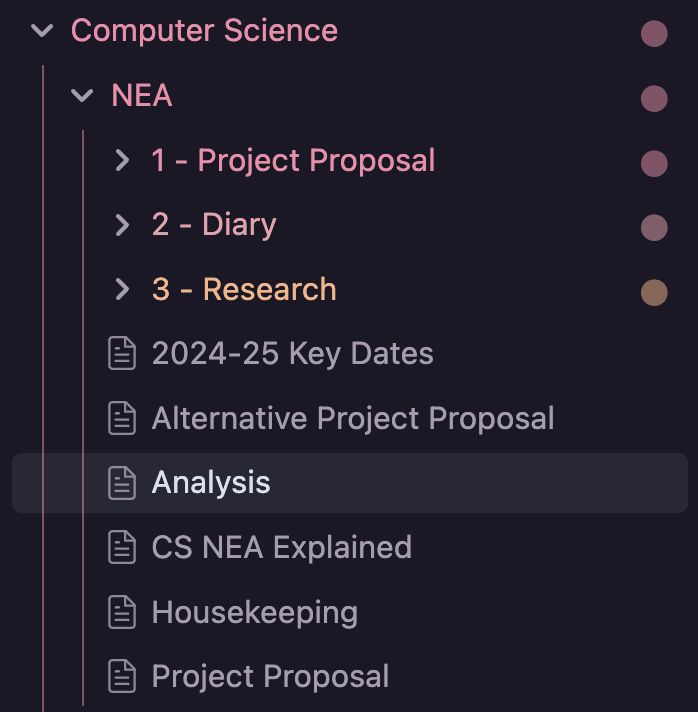 Computer Science
NEA
1 - Project Proposal
2 - Diary
3 - Research
2024-25 Key Dates
Alternative Project Proposal
Analysis
CS NEA Explained
Housekeeping
Project Proposal